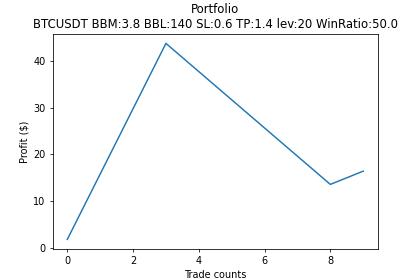 Portfolio
BTCUSDT BBM:3.8 BBL:140 SL:0.6 TP:1.4 lev:20 WinRatio:50.0
40
30
20
10
0
Profit ($)
0 2 4 6 8
Trade counts